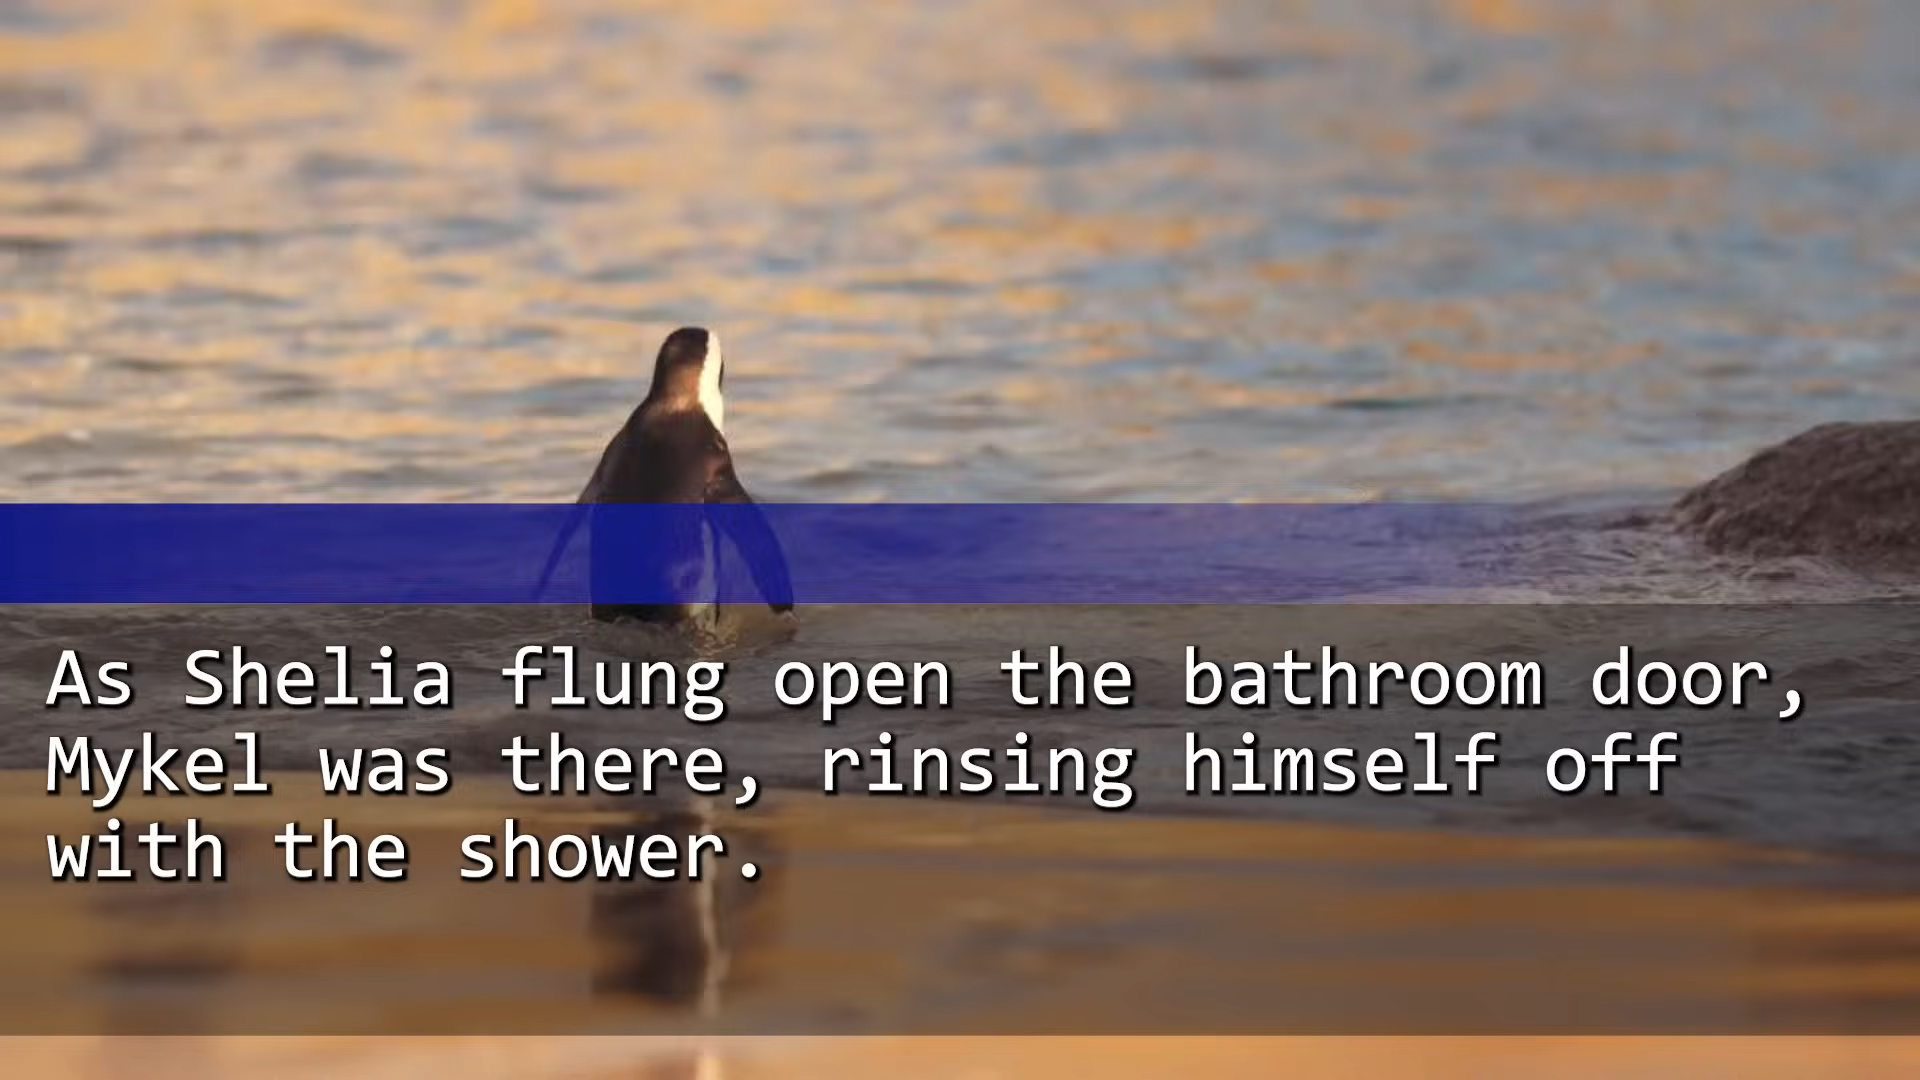 As Shelia flung open the bathroom door,
Mykel was there, rinsing himself off
with the shower.